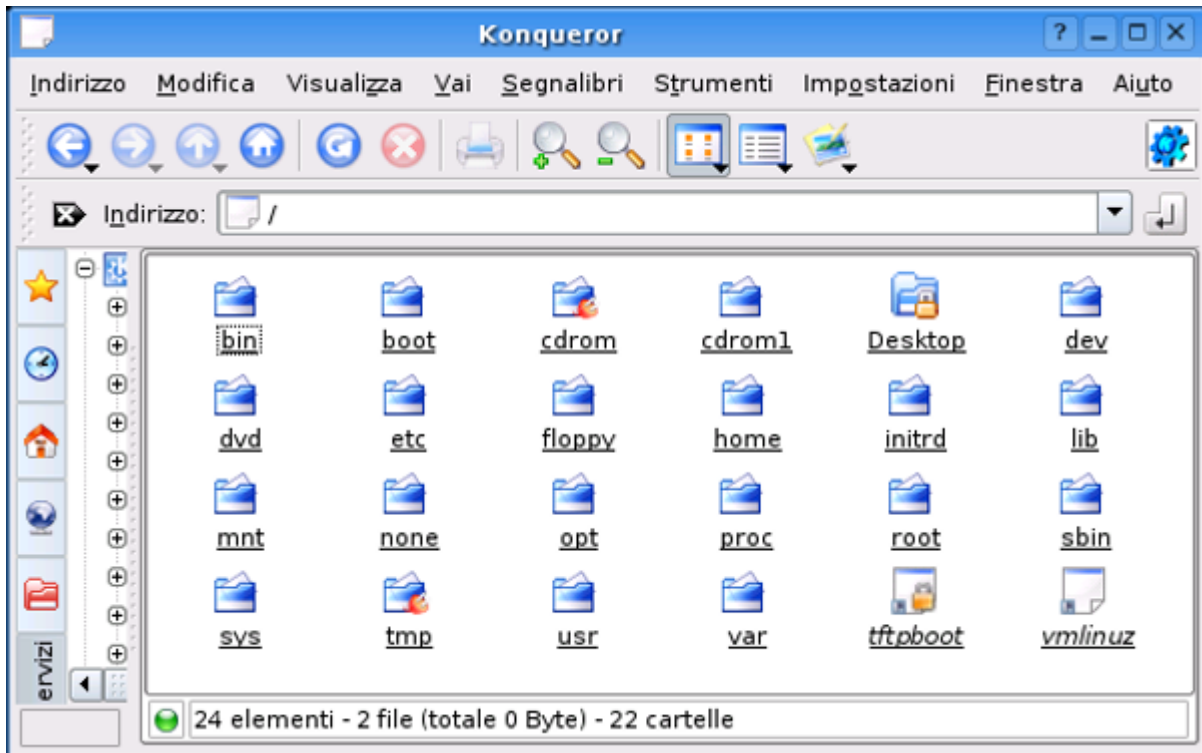 Konqueror
Indirizzo Modifica Visualizza Vai Segnalibri Strumenti Impostazioni Finestra Aiuto
Indirizzo: /
bin boot cdrom cdrom1 Desktop dev
dvd etc floppy home initrd lib
mnt none opt proc root sbin
sys tmp usr var tftpboot vmlinuz
ervizi
24 elementi - 2 file (totale 0 Byte) - 22 cartelle